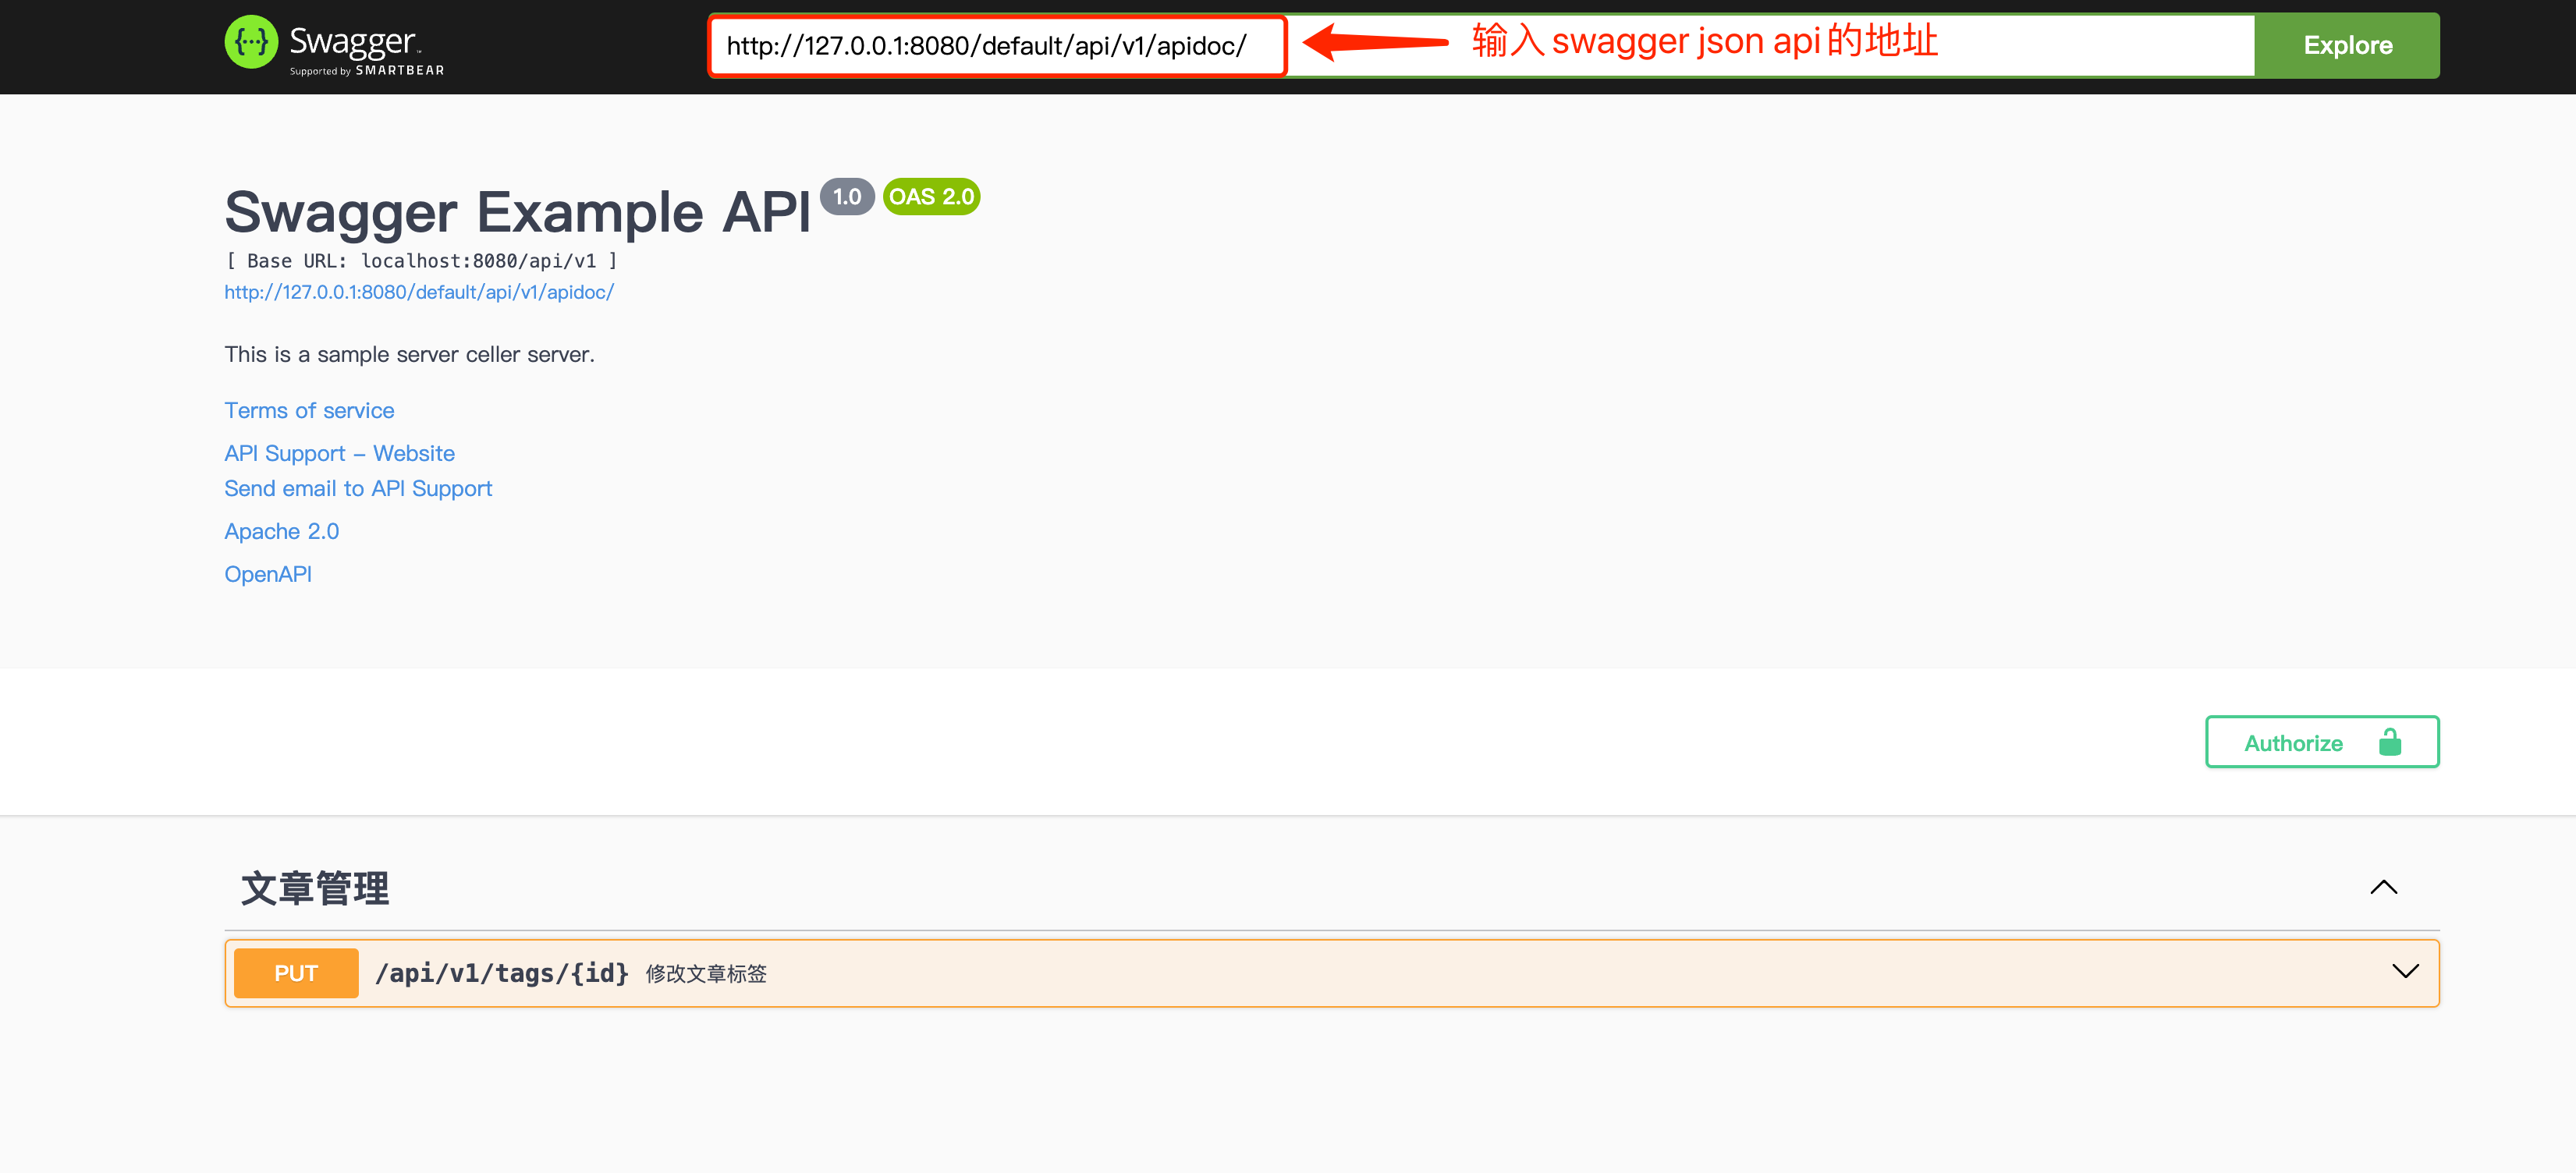 {···} Swagger™
Supported by SMARTBEAR
http://127.0.0.1:8080/default/api/v1/apidoc/
输入 swagger json api 的地址
Explore
Swagger Example API 1.0 OAS 2.0
[ Base URL: localhost:8080/api/v1 ]
http://127.0.0.1:8080/default/api/v1/apidoc/
This is a sample server celler server.
Terms of service
API Support – Website
Send email to API Support
Apache 2.0
OpenAPI
Authorize
文章管理
PUT /api/v1/tags/{id} 修改文章标签